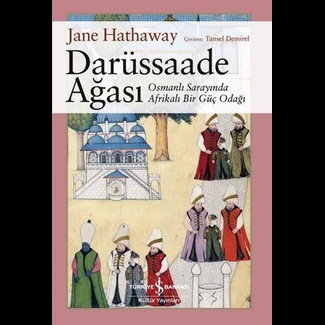 Jane Hathaway Çeviren: Tansel Demirel
Darüssaade
Ağası
Osmanlı Sarayında
Afrikalı Bir Güç Odağı
TÜRKİYE BANKASI
Kültür Yayınları